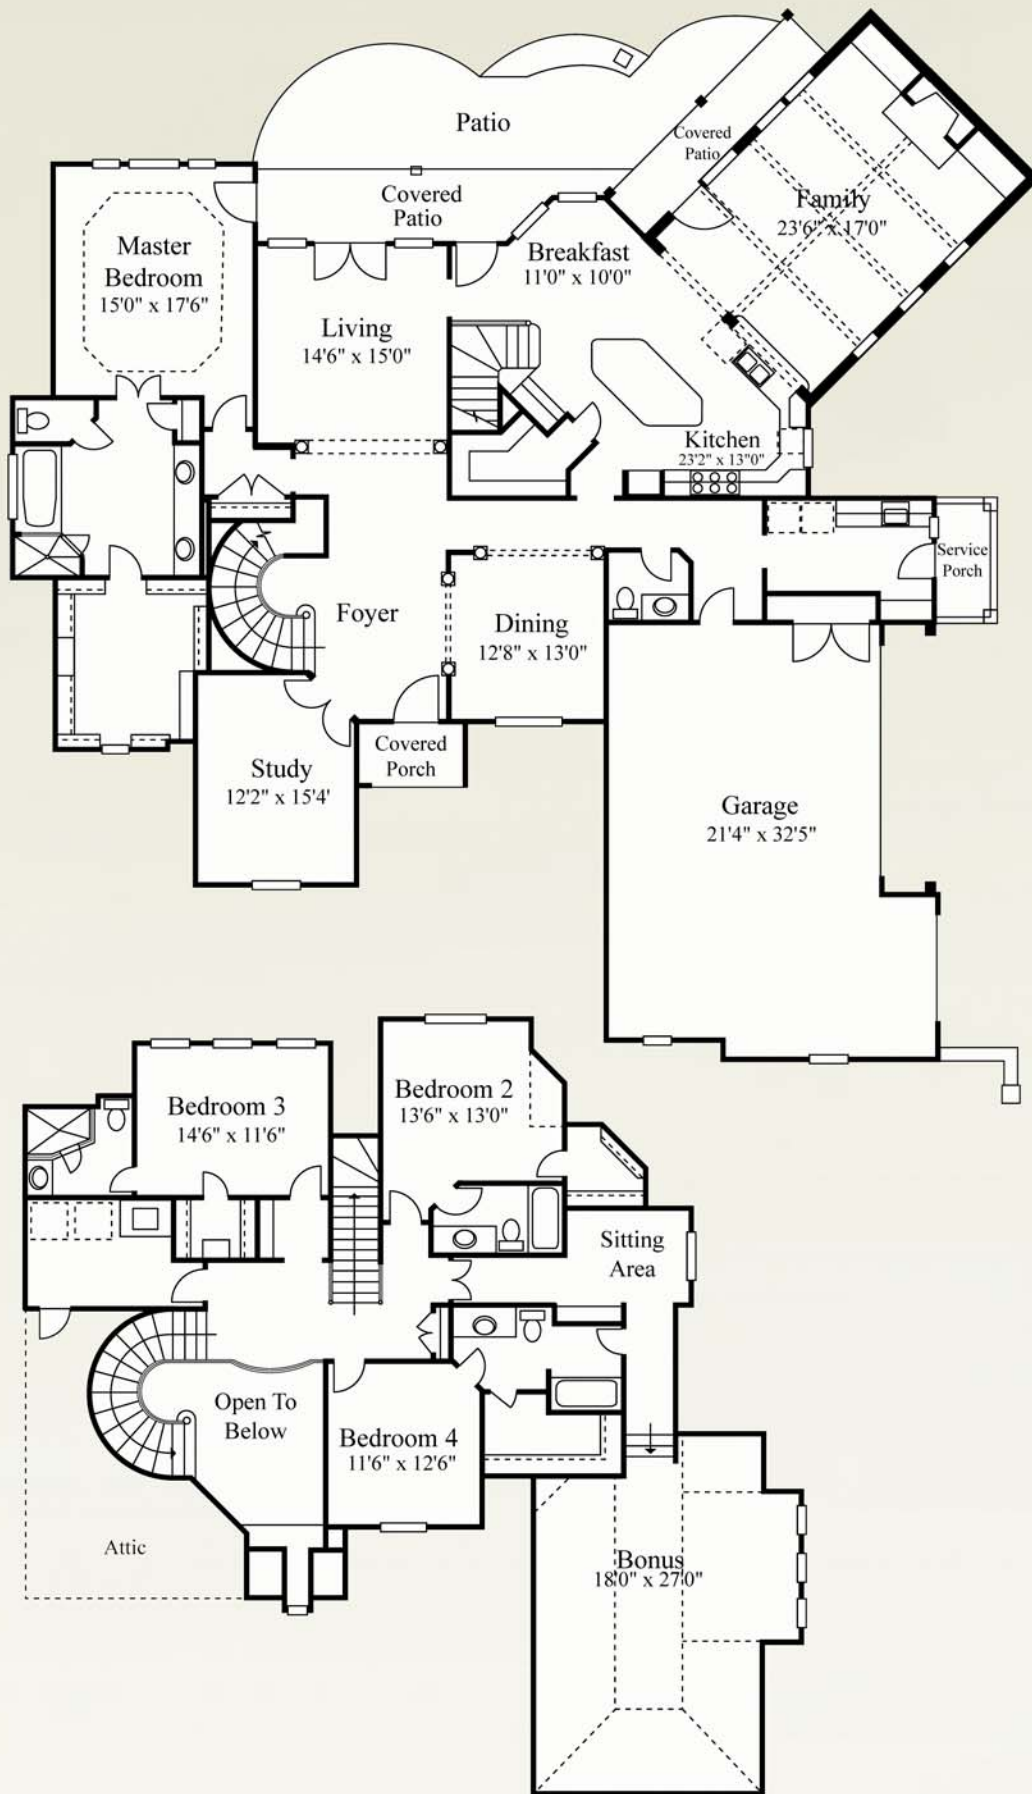 Patio
Covered
Patio
Covered
Patio
Family
23'6" x 17'0"
Master
Bedroom
15'0" x 17'6"
Breakfast
11'0" x 10'0"
Living
14'6" x 15'0"
Kitchen
23'2" x 13'0"
Service
Porch
Foyer
Dining
12'8" x 13'0"
Covered
Porch
Study
12'2" x 15'4'
Garage
21'4" x 32'5"
Bedroom 2
13'6" x 13'0"
Bedroom 3
14'6" x 11'6"
Sitting
Area
Open To
Below
Bedroom 4
11'6" x 12'6"
Attic
Bonus
18'0" x 27'0"